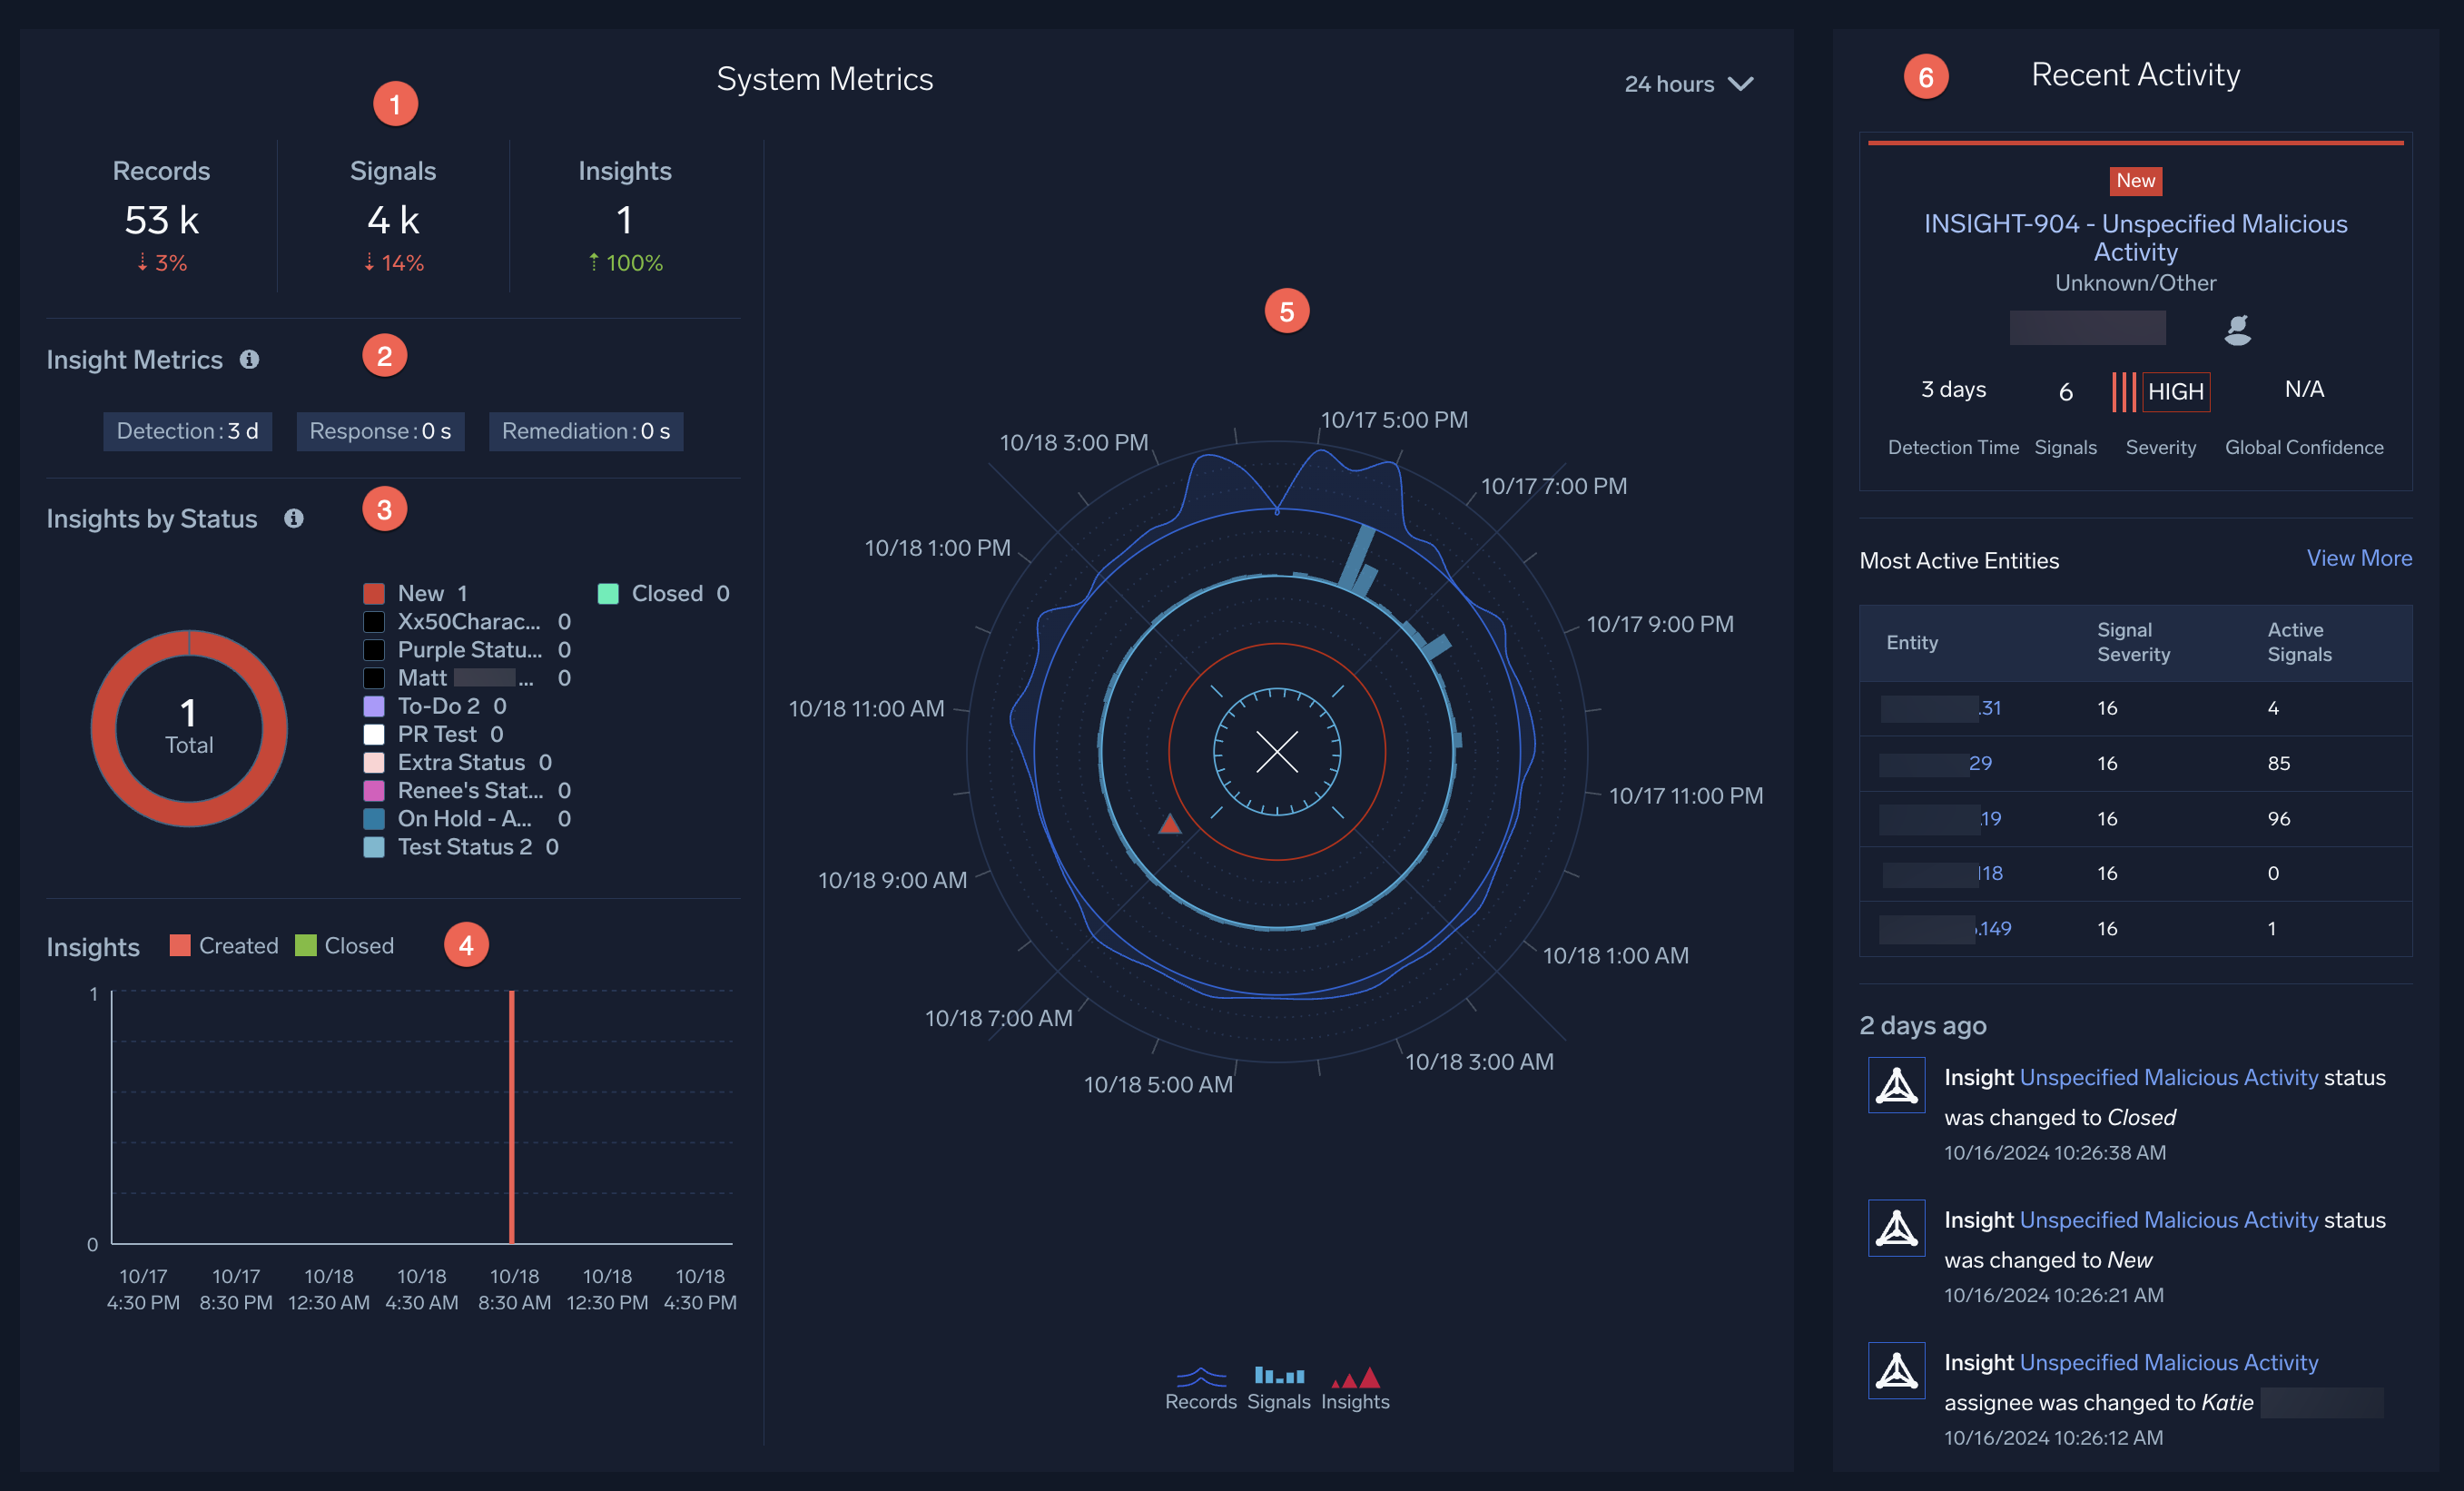 System Metrics
24 hours
1
Records
53 k
3%
Signals
4 k
14%
Insights
1
100%
Insight Metrics
2
Detection: 3 d
Response: 0 s
Remediation: 0 s
Insights by Status
3
1
Total
New 1
Xx50Charac... 0
Purple Statu... 0
Matt ... 0
To-Do 2 0
PR Test 0
Extra Status 0
Renee's Stat... 0
On Hold - A... 0
Test Status 2 0
Closed 0
Insights
Created
Closed
4
1
0
10/17 4:30 PM
10/17 8:30 PM
10/18 12:30 AM
10/18 4:30 AM
10/18 8:30 AM
10/18 12:30 PM
10/18 4:30 PM
5
10/17 5:00 PM
10/17 7:00 PM
10/17 9:00 PM
10/17 11:00 PM
10/18 1:00 AM
10/18 3:00 AM
10/18 5:00 AM
10/18 7:00 AM
10/18 9:00 AM
10/18 11:00 AM
10/18 1:00 PM
10/18 3:00 PM
Records
Signals
Insights
6
Recent Activity
New
INSIGHT-904 - Unspecified Malicious
Activity
Unknown/Other
3 days
6
HIGH
N/A
Detection Time
Signals
Severity
Global Confidence
Most Active Entities
View More
Entity
Signal Severity
Active Signals
.31 16 4
29 16 85
.19 16 96
118 16 0
.149 16 1
2 days ago
Insight Unspecified Malicious Activity status
was changed to Closed
10/16/2024 10:26:38 AM
Insight Unspecified Malicious Activity status
was changed to New
10/16/2024 10:26:21 AM
Insight Unspecified Malicious Activity
assignee was changed to Katie
10/16/2024 10:26:12 AM